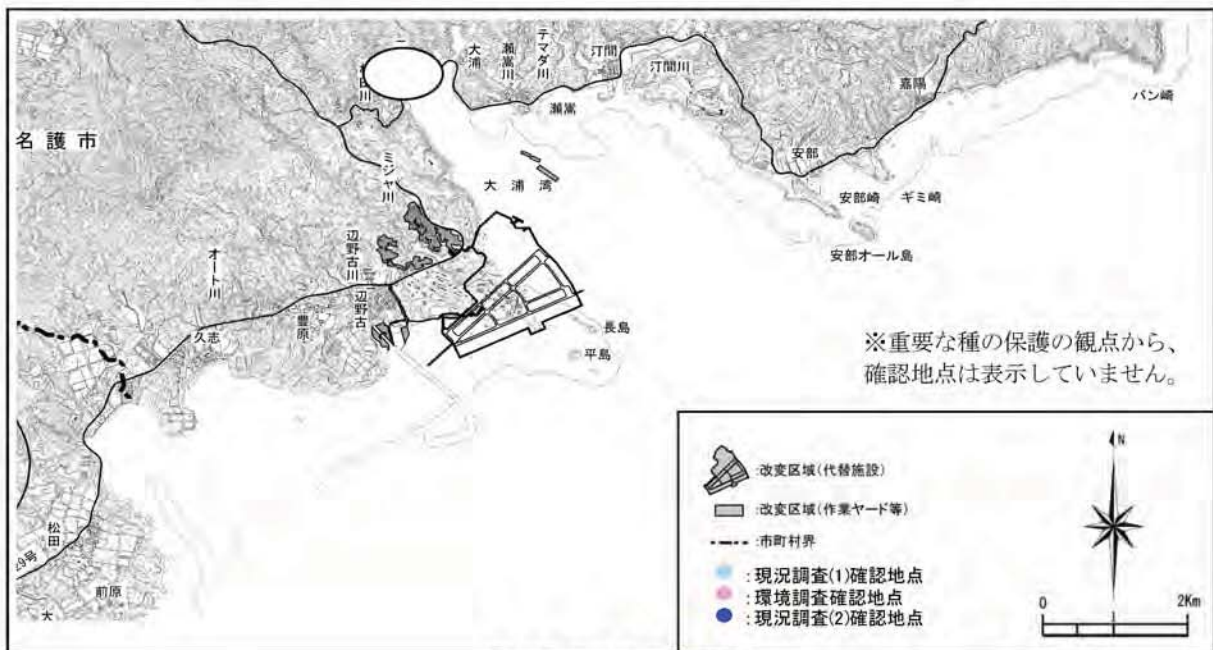 二
大浦
瀬嵩川
テマダ川
汀間
汀間川
嘉陽
バン崎
瀬嵩
名護市
ミジャ川
大浦湾
安部
安部崎
ギミ崎
安部オール島
オート川
辺野古川
辺野古
豊原
久志
長島
平島
※重要な種の保護の観点から、
確認地点は表示していません。
松田
前原
大
:改変区域(代替施設)
:改変区域(作業ヤード等)
:市町村界
:現況調査(1)確認地点
:環境調査確認地点
:現況調査(2)確認地点
N
0 2Km